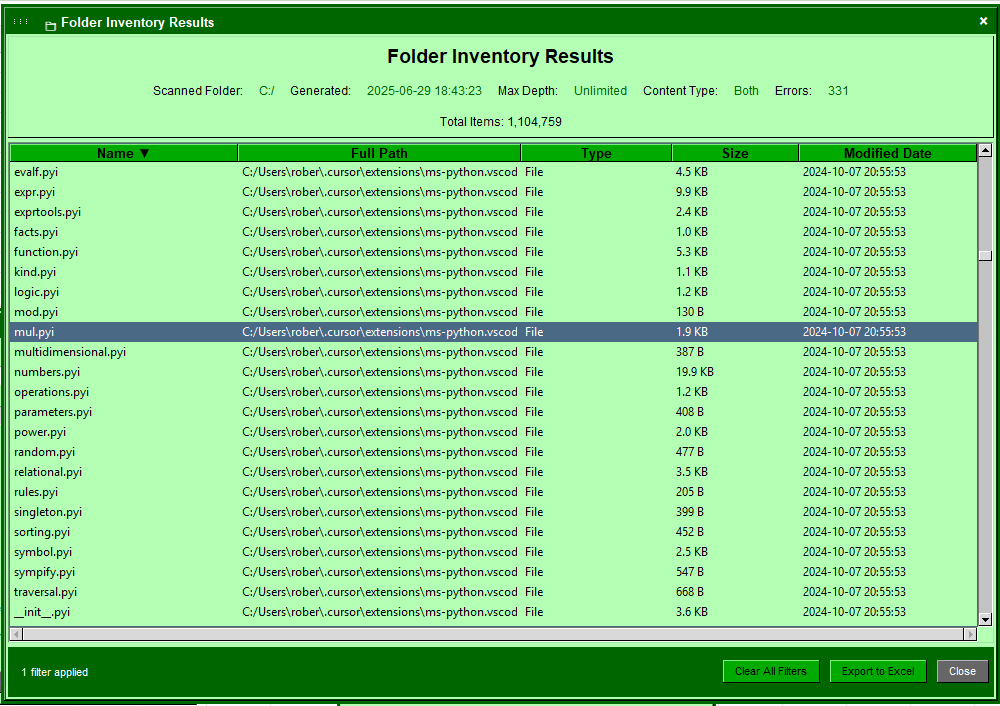 Folder Inventory Results
Folder Inventory Results
Scanned Folder: C:/ Generated: 2025-06-29 18:43:23 Max Depth: Unlimited Content Type: Both Errors: 331
Total Items: 1,104,759
Name ▼ Full Path Type Size Modified Date
evalf.pyi C:/Users\rober\.cursor\extensions\ms-python.vscod File 4.5 KB 2024-10-07 20:55:53
expr.pyi C:/Users\rober\.cursor\extensions\ms-python.vscod File 9.9 KB 2024-10-07 20:55:53
exprtools.pyi C:/Users\rober\.cursor\extensions\ms-python.vscod File 2.4 KB 2024-10-07 20:55:53
facts.pyi C:/Users\rober\.cursor\extensions\ms-python.vscod File 1.0 KB 2024-10-07 20:55:53
function.pyi C:/Users\rober\.cursor\extensions\ms-python.vscod File 5.3 KB 2024-10-07 20:55:53
kind.pyi C:/Users\rober\.cursor\extensions\ms-python.vscod File 1.1 KB 2024-10-07 20:55:53
logic.pyi C:/Users\rober\.cursor\extensions\ms-python.vscod File 1.2 KB 2024-10-07 20:55:53
mod.pyi C:/Users\rober\.cursor\extensions\ms-python.vscod File 130 B 2024-10-07 20:55:53
mul.pyi C:/Users\rober\.cursor\extensions\ms-python.vscod File 1.9 KB 2024-10-07 20:55:53
multidimensional.pyi C:/Users\rober\.cursor\extensions\ms-python.vscod File 387 B 2024-10-07 20:55:53
numbers.pyi C:/Users\rober\.cursor\extensions\ms-python.vscod File 19.9 KB 2024-10-07 20:55:53
operations.pyi C:/Users\rober\.cursor\extensions\ms-python.vscod File 1.2 KB 2024-10-07 20:55:53
parameters.pyi C:/Users\rober\.cursor\extensions\ms-python.vscod File 408 B 2024-10-07 20:55:53
power.pyi C:/Users\rober\.cursor\extensions\ms-python.vscod File 2.0 KB 2024-10-07 20:55:53
random.pyi C:/Users\rober\.cursor\extensions\ms-python.vscod File 477 B 2024-10-07 20:55:53
relational.pyi C:/Users\rober\.cursor\extensions\ms-python.vscod File 3.5 KB 2024-10-07 20:55:53
rules.pyi C:/Users\rober\.cursor\extensions\ms-python.vscod File 205 B 2024-10-07 20:55:53
singleton.pyi C:/Users\rober\.cursor\extensions\ms-python.vscod File 399 B 2024-10-07 20:55:53
sorting.pyi C:/Users\rober\.cursor\extensions\ms-python.vscod File 452 B 2024-10-07 20:55:53
symbol.pyi C:/Users\rober\.cursor\extensions\ms-python.vscod File 2.5 KB 2024-10-07 20:55:53
sympify.pyi C:/Users\rober\.cursor\extensions\ms-python.vscod File 547 B 2024-10-07 20:55:53
traversal.pyi C:/Users\rober\.cursor\extensions\ms-python.vscod File 668 B 2024-10-07 20:55:53
__init__.pyi C:/Users\rober\.cursor\extensions\ms-python.vscod File 3.6 KB 2024-10-07 20:55:53
1 filter applied Clear All Filters Export to Excel Close